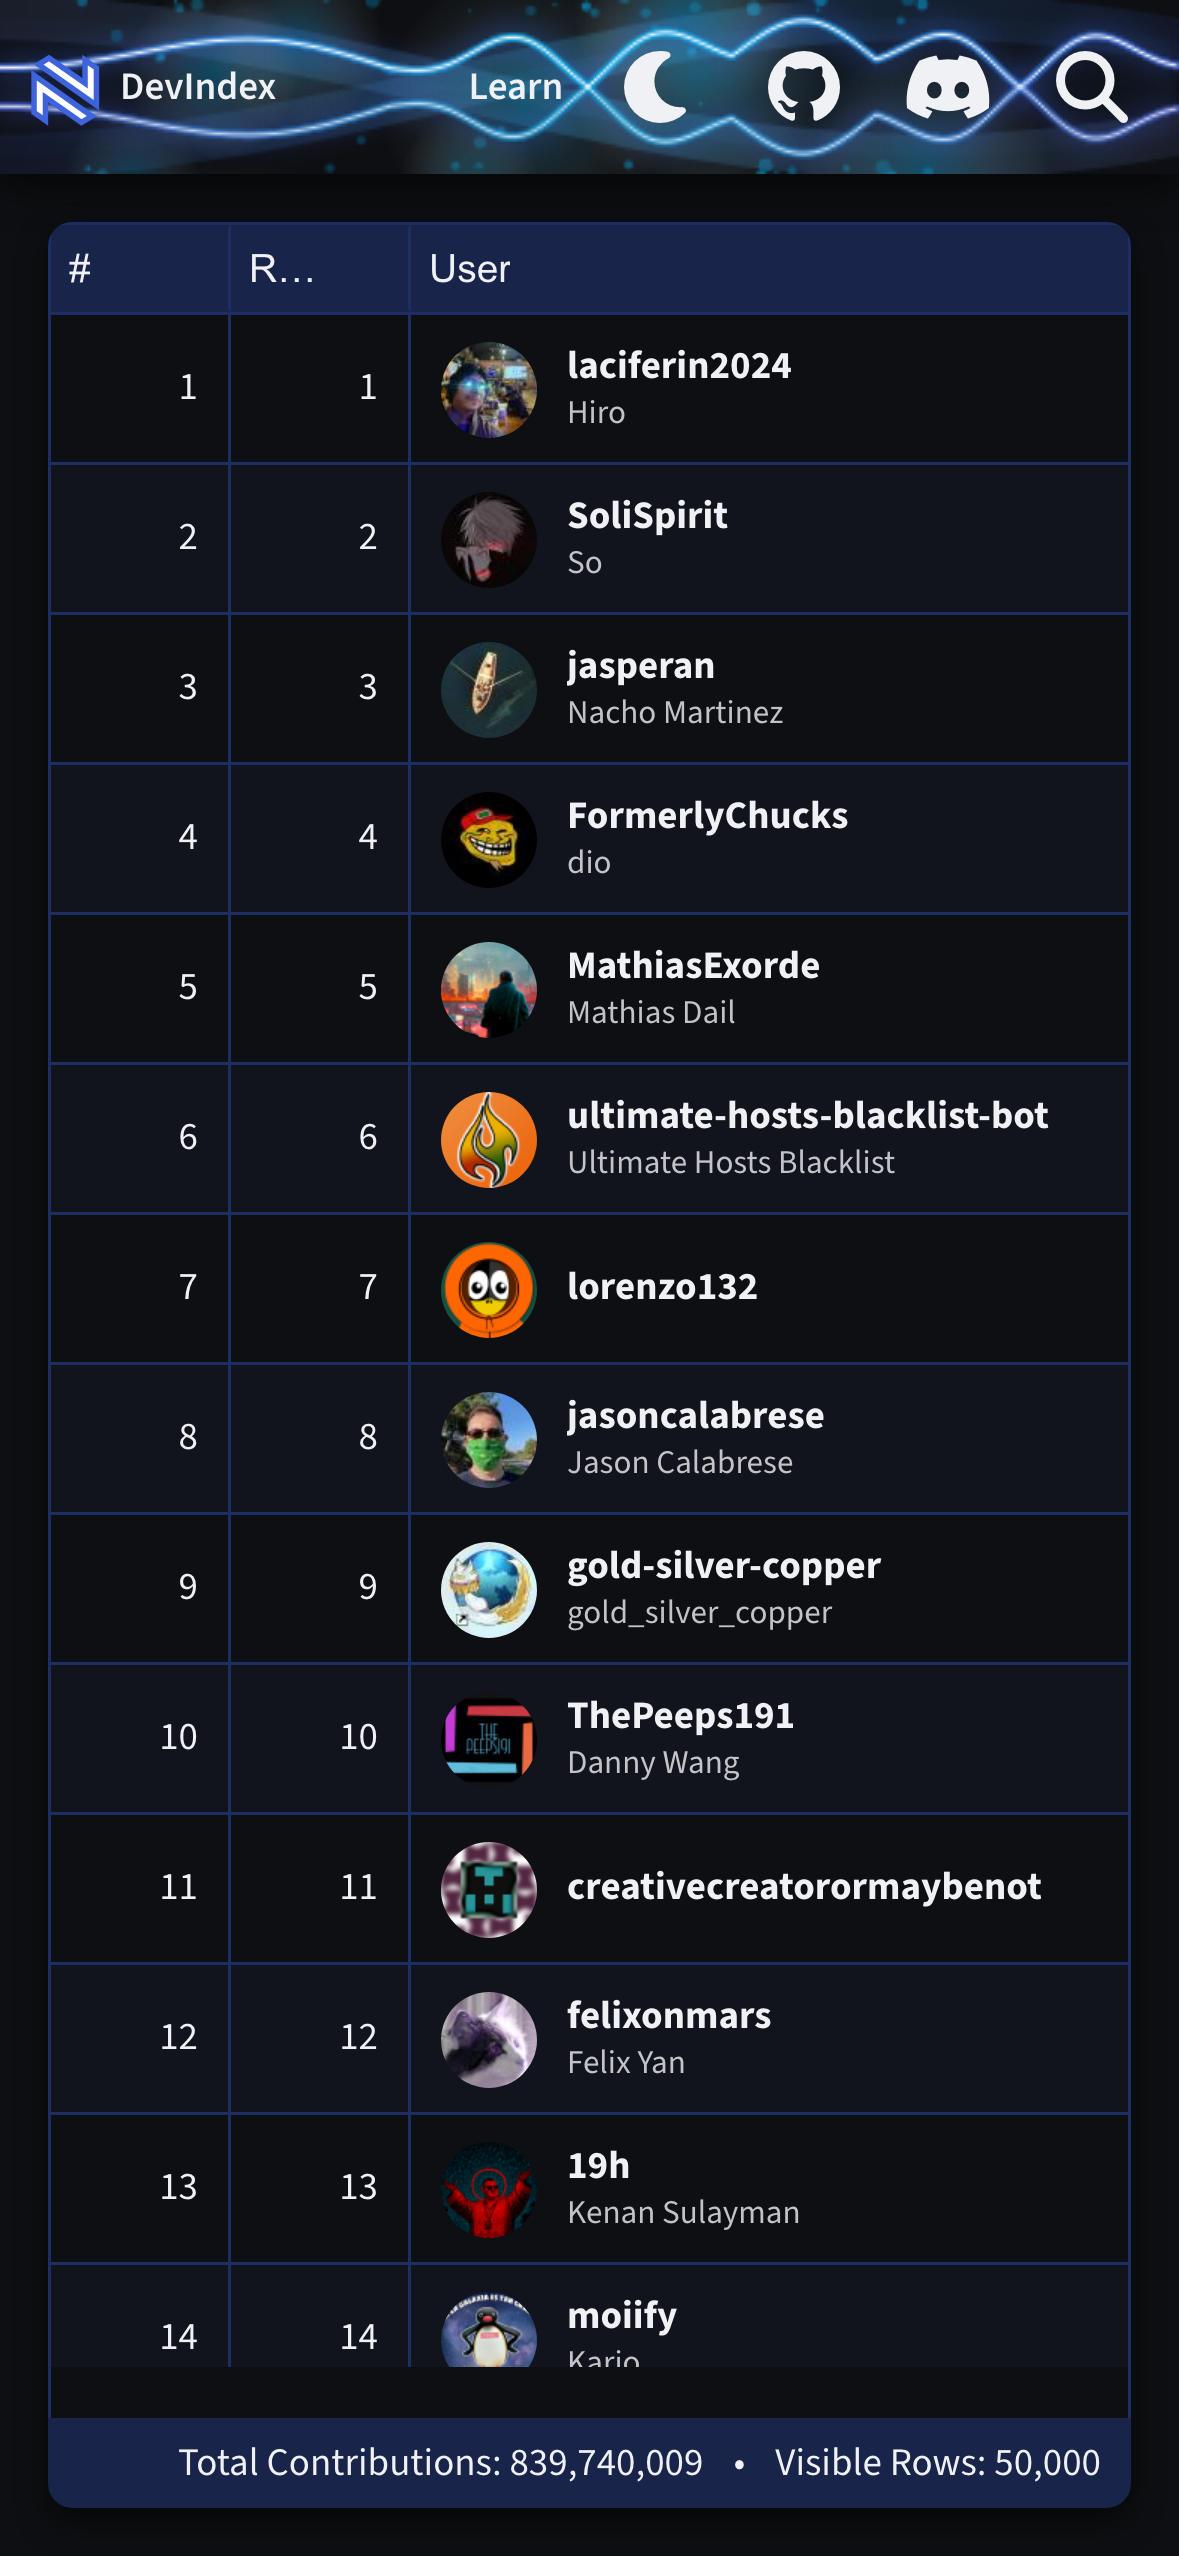 DevIndex Learn
# R... User
1 1 laciferin2024
Hiro
2 2 SoliSpirit
So
3 3 jasperan
Nacho Martinez
4 4 FormerlyChucks
dio
5 5 MathiasExorde
Mathias Dail
6 6 ultimate-hosts-blacklist-bot
Ultimate Hosts Blacklist
7 7 lorenzo132
8 8 jasoncalabrese
Jason Calabrese
9 9 gold-silver-copper
gold_silver_copper
10 10 ThePeeps191
Danny Wang
THE
PEEPS191
11 11 creativecreatorormaybenot
12 12 felixonmars
Felix Yan
13 13 19h
Kenan Sulayman
14 14 moiify
Total Contributions: 839,740,009 • Visible Rows: 50,000